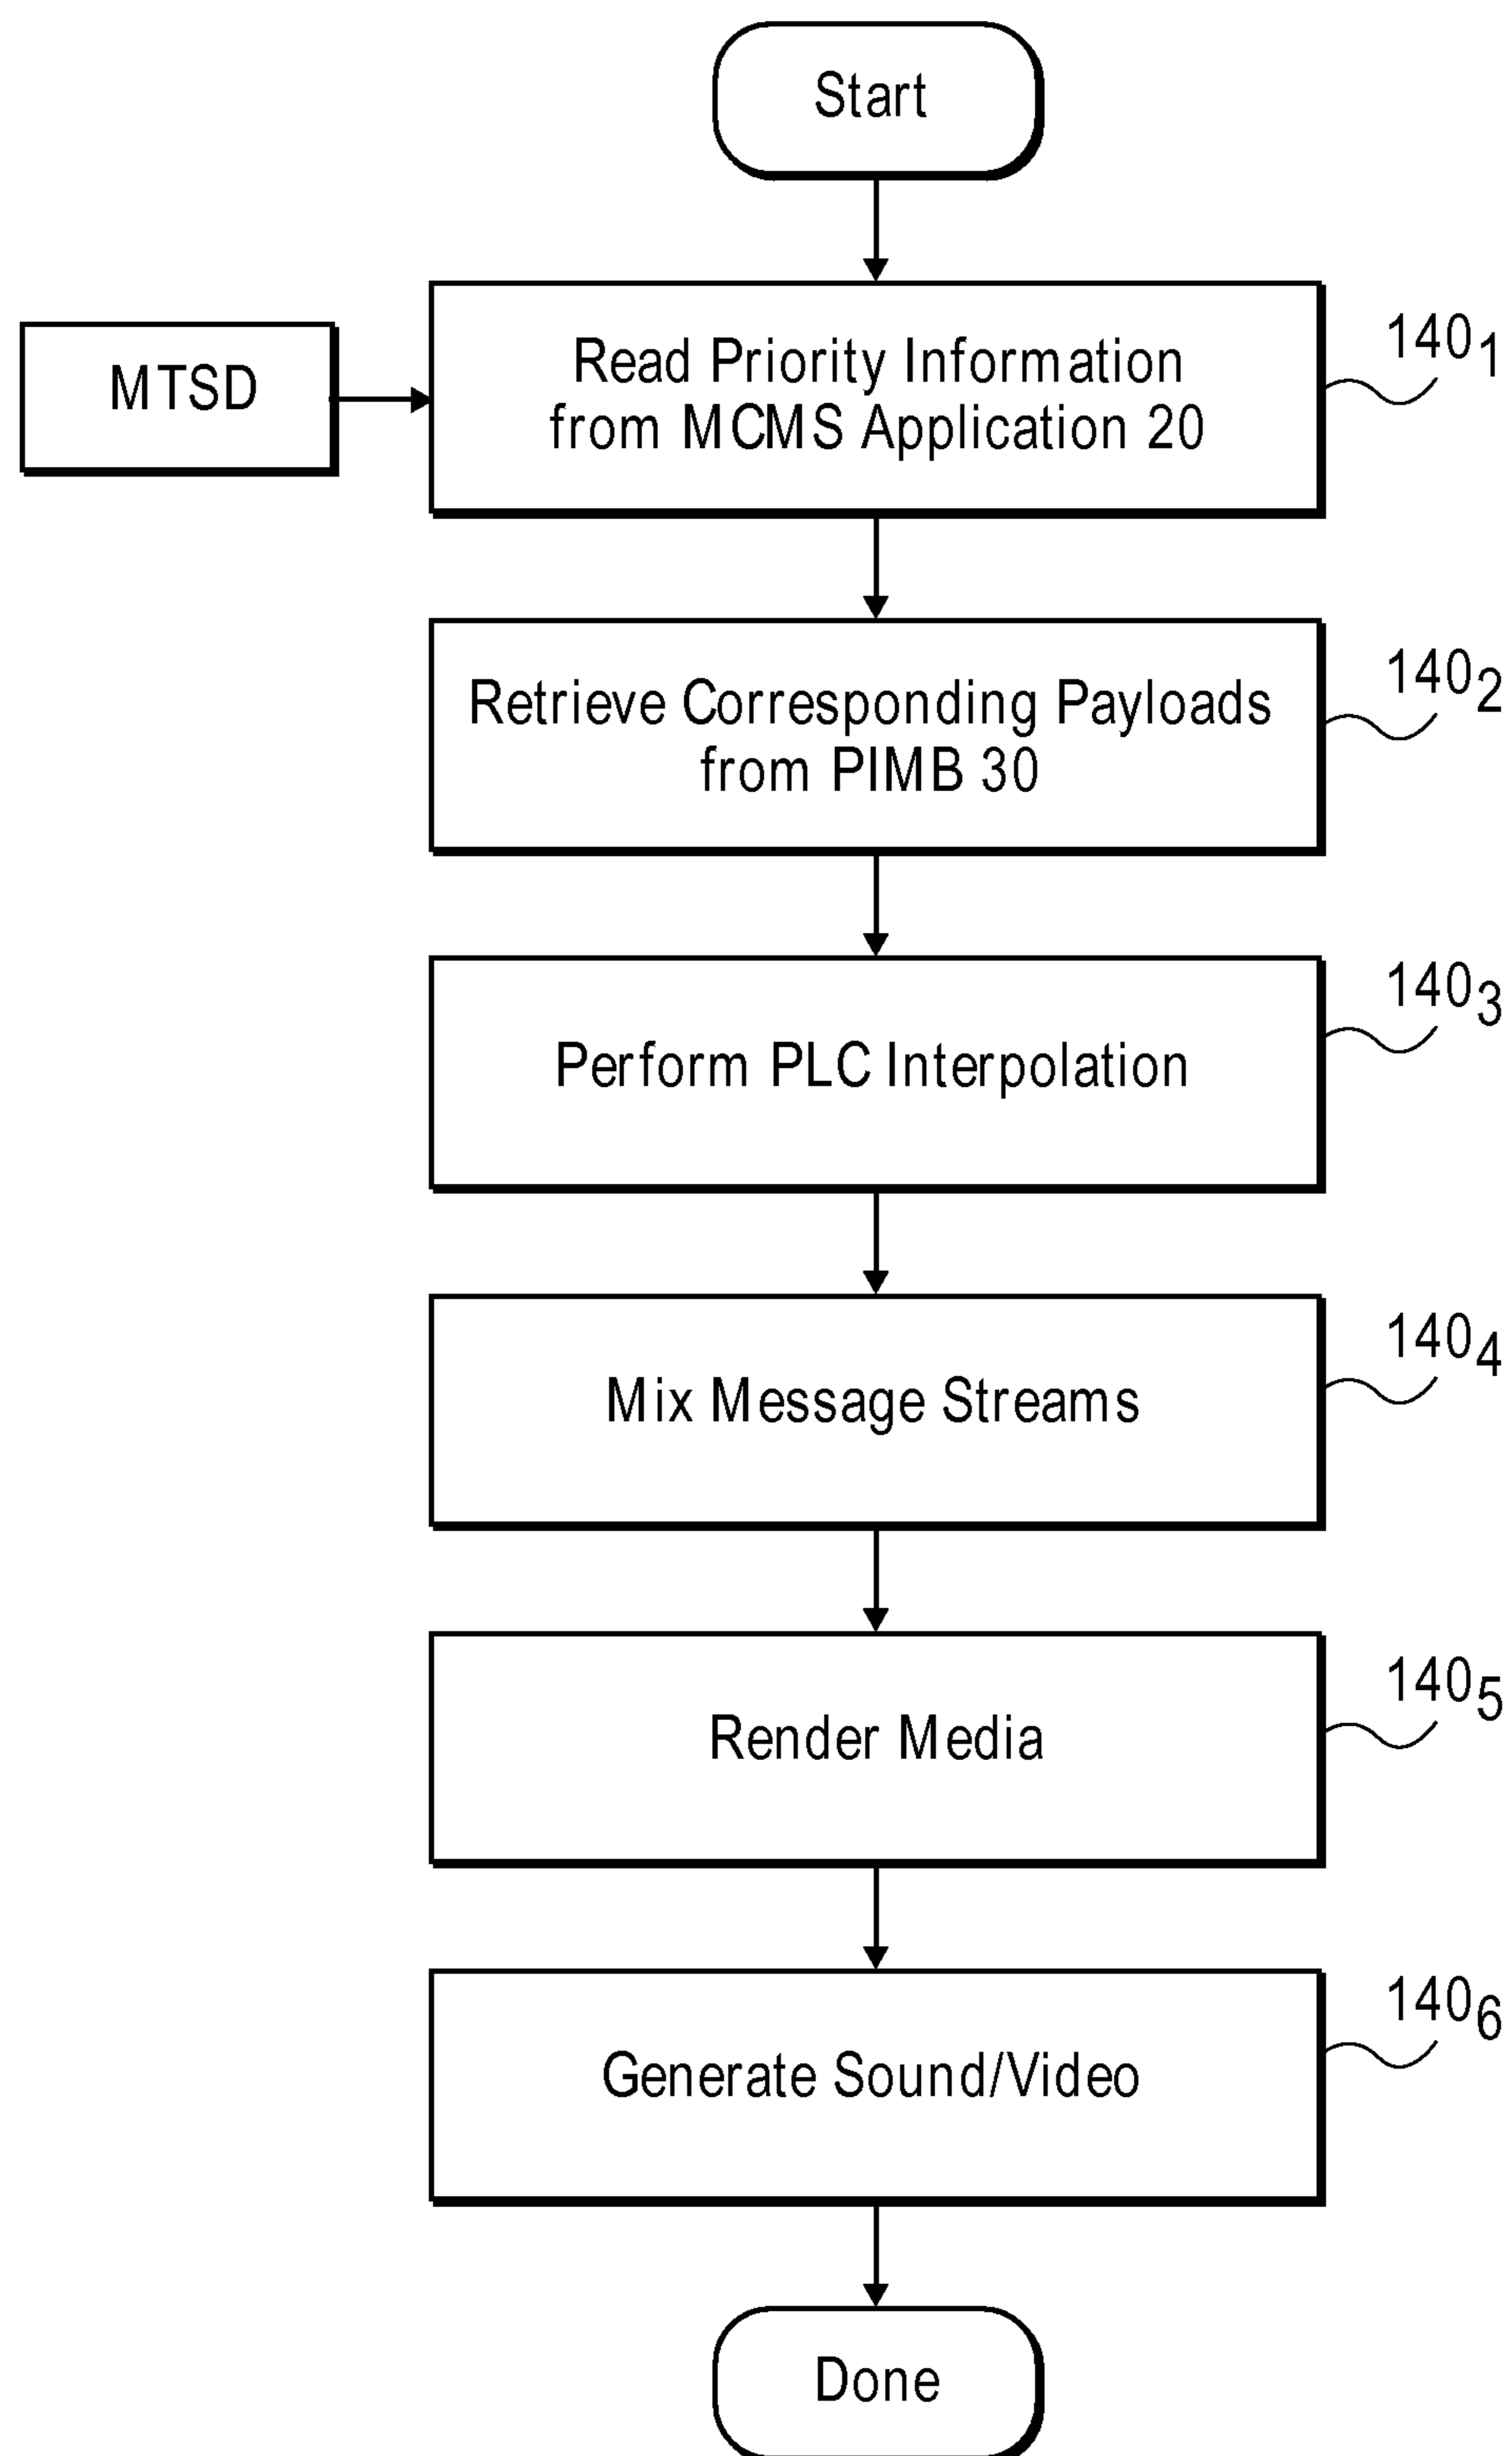 Start
MTSD
Read Priority Information
from MCMS Application 20
140₁
Retrieve Corresponding Payloads
from PIMB 30
140₂
Perform PLC Interpolation
140₃
Mix Message Streams
140₄
Render Media
140₅
Generate Sound/Video
140₆
Done